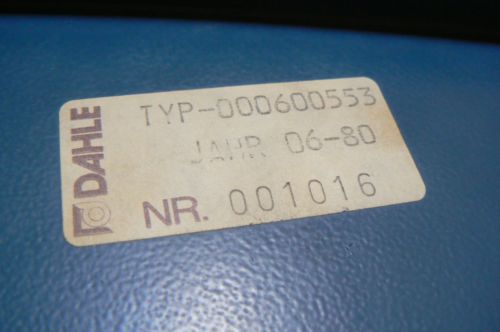 DAHLE
TYP-000600553
JAHR 06-80
NR. 001016